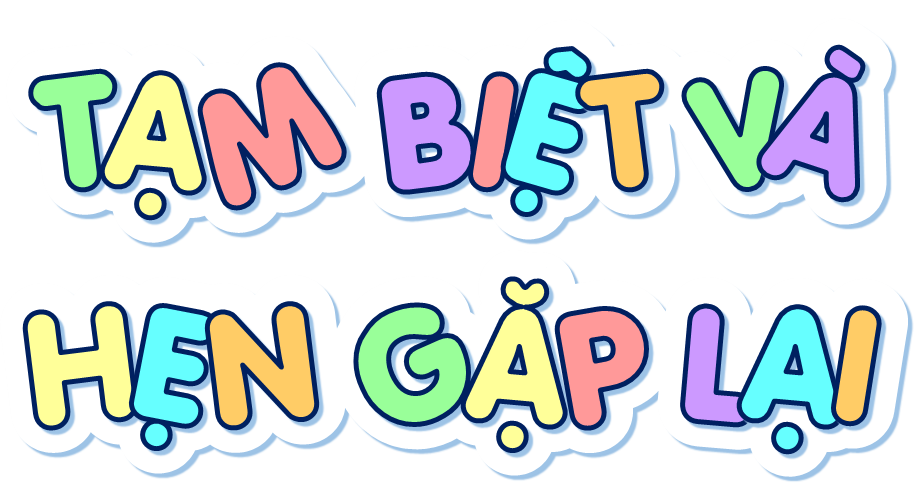 TẠM BIỆT VÀ
HẸN GẶP LẠI